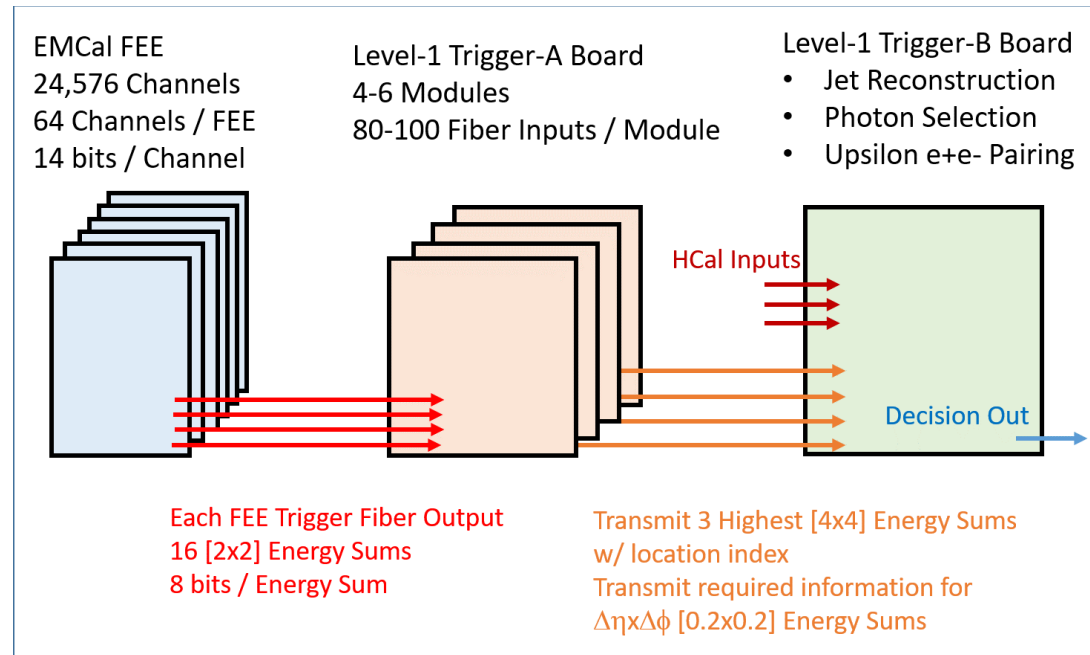 EMCal FEE
24,576 Channels
64 Channels / FEE
14 bits / Channel
Level-1 Trigger-A Board
4-6 Modules
80-100 Fiber Inputs / Module
Level-1 Trigger-B Board
• Jet Reconstruction
• Photon Selection
• Upsilon e+e- Pairing
HCal Inputs
Decision Out
Each FEE Trigger Fiber Output
16 [2x2] Energy Sums
8 bits / Energy Sum
Transmit 3 Highest [4x4] Energy Sums
w/ location index
Transmit required information for
ΔηxΔϕ [0.2x0.2] Energy Sums